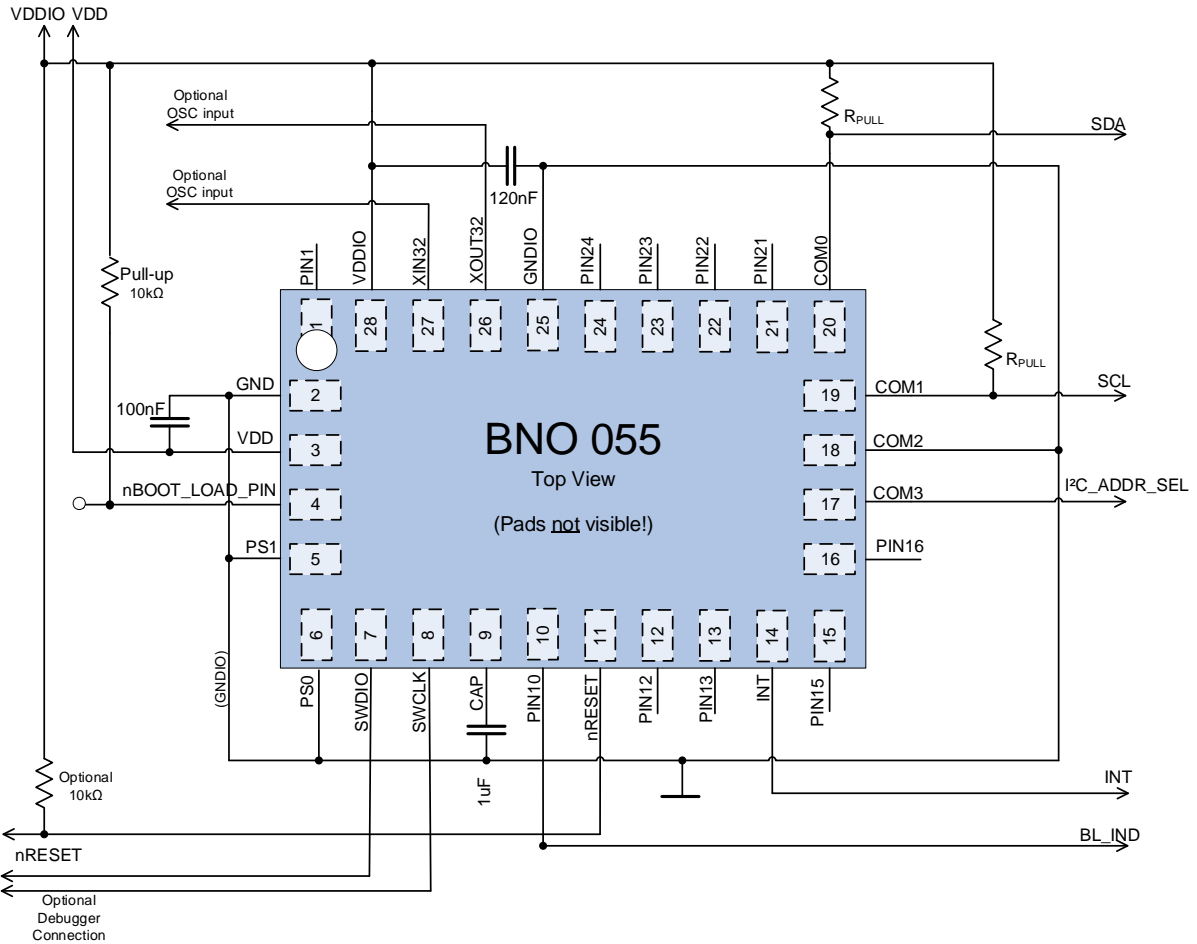 VDDIO VDD
Optional
OSC input
Optional
OSC input
R_PULL
SDA
120nF
Pull-up
10kΩ
PIN1
VDDIO
XIN32
XOUT32
GNDIO
PIN24
PIN23
PIN22
PIN21
COM0
1
28
27
26
25
24
23
22
21
20
R_PULL
GND
2
19
COM1
SCL
100nF
VDD
3
BNO 055
18
COM2
Top View
nBOOT_LOAD_PIN
4
(Pads not visible!)
17
COM3
I²C_ADDR_SEL
PS1
5
16
PIN16
6
7
8
9
10
11
12
13
14
15
(GNDIO)
PS0
SWDIO
SWCLK
CAP
PIN10
nRESET
PIN12
PIN13
INT
PIN15
Optional
10kΩ
1uF
INT
nRESET
BL_IND
Optional
Debugger
Connection